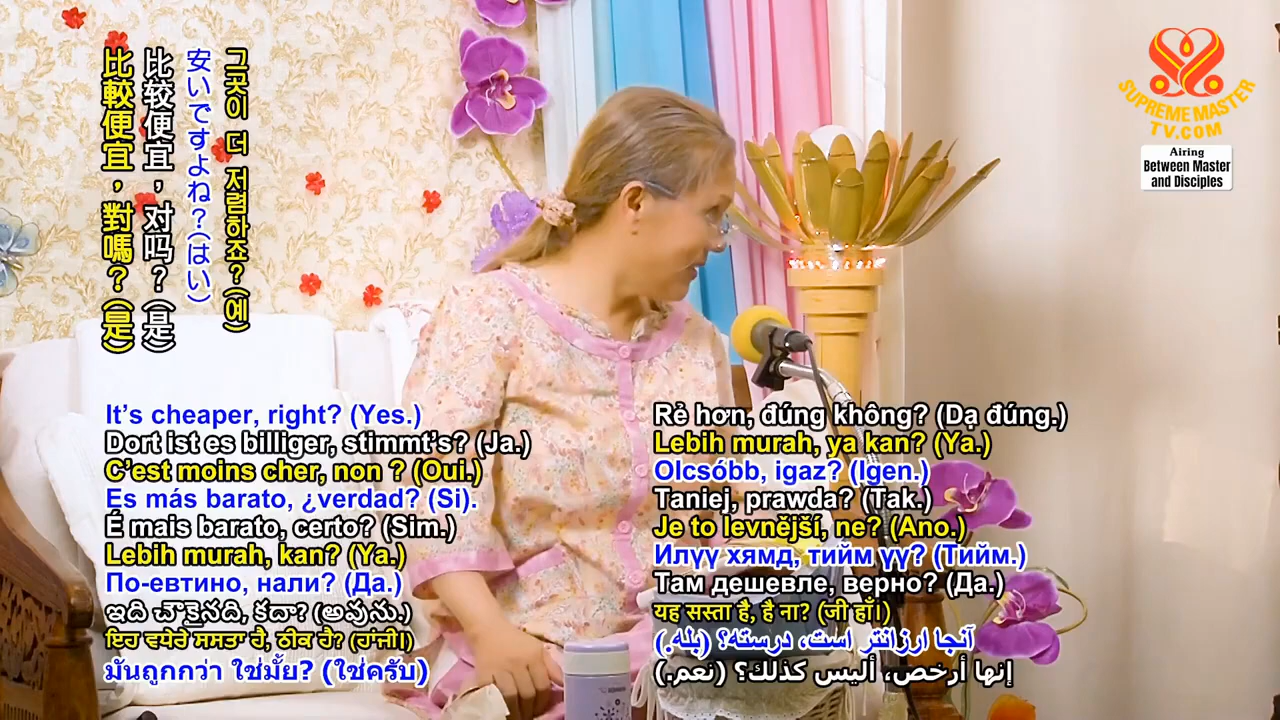 比較便宜，對嗎？(是)
比较便宜，对吗？(是)
安いですよね？(はい)
그곳이 더 저렴하죠？(예)
SUPREME MASTER
TV.COM
Airing
Between Master
and Disciples
It’s cheaper, right? (Yes.)
Dort ist es billiger, stimmt’s? (Ja.)
C’est moins cher, non ? (Oui.)
Es más barato, ¿verdad? (Si).
É mais barato, certo? (Sim.)
Lebih murah, kan? (Ya.)
По-евтино, нали? (Да.)
ఇది చౌకైనది, కదా? (అవును.)
ਇਹ ਵਧੇਰੇ ਸਸਤਾ ਹੈ, ਠੀਕ ਹੈ? (ਹਾਂਜੀ।)
มันถูกกว่า ใช่มั้ย? (ใช่ครับ)
Rẻ hơn, đúng không? (Dạ đúng.)
Lebih murah, ya kan? (Ya.)
Olcsóbb, igaz? (Igen.)
Taniej, prawda? (Tak.)
Je to levnější, ne? (Ano.)
Илүү хямд, тийм үү? (Тийм.)
Там дешевле, верно? (Да.)
यह सस्ता है, है ना? (जी हाँ।)
آنجا ارزانتر است، درسته؟ (بله.)
إنها أرخص، أليس كذلك؟ (نعم.)